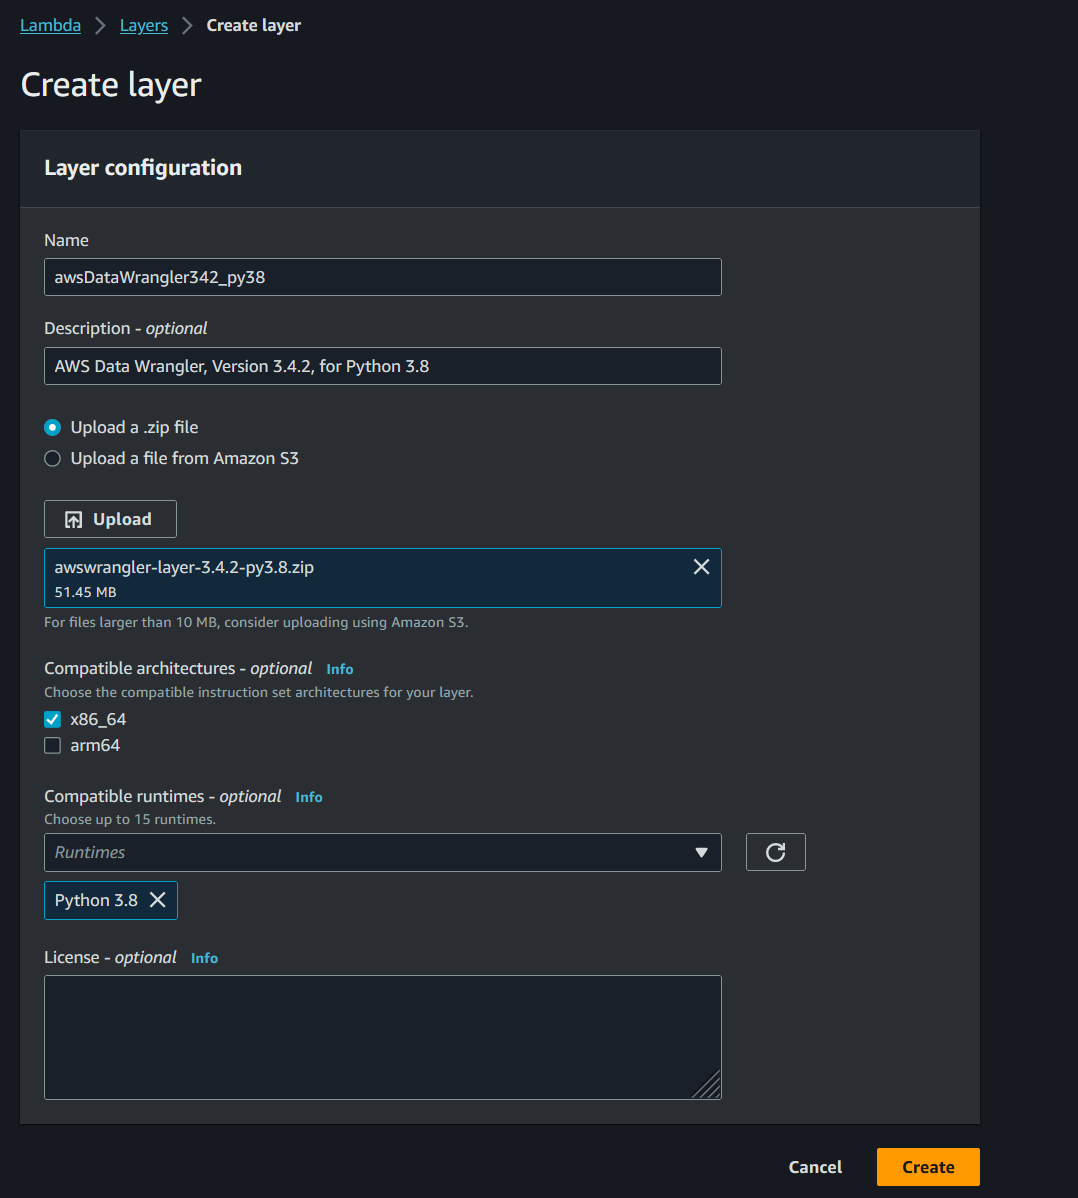 Lambda > Layers > Create layer
Create layer
Layer configuration
Name
awsDataWrangler342_py38
Description - optional
AWS Data Wrangler, Version 3.4.2, for Python 3.8
Upload a .zip file
Upload a file from Amazon S3
Upload
awswrangler-layer-3.4.2-py3.8.zip
51.45 MB
For files larger than 10 MB, consider uploading using Amazon S3.
Compatible architectures - optional Info
Choose the compatible instruction set architectures for your layer.
x86_64
arm64
Compatible runtimes - optional Info
Choose up to 15 runtimes.
Runtimes
Python 3.8
License - optional Info
Cancel Create